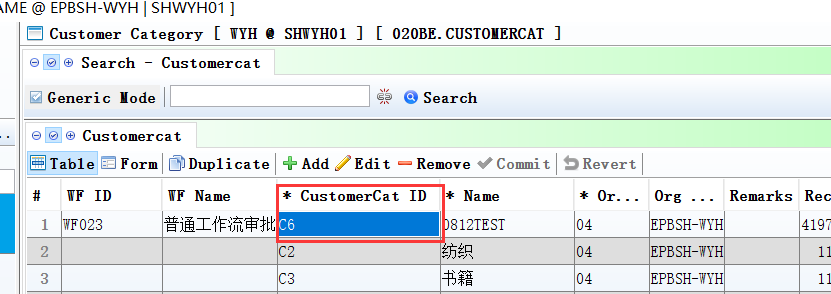 AME @ EPBSH-WYH | SHWYH01 ]
Customer Category [ WYH @ SHWYH01 ] [ 020BE.CUSTOMERCAT ]
Search - Customercat
Generic Mode Search
Customercat
Table Form Duplicate Add Edit Remove Commit Revert
# WF ID WF Name * CustomerCat ID * Name * Or... Org ... Remarks Rec
1 WF023 普通工作流审批 C6 0812TEST 04 EPBSH-WYH 4197
2 C2 纺织 04 EPBSH-WYH 11
3 C3 书籍 04 EPBSH-WYH 11